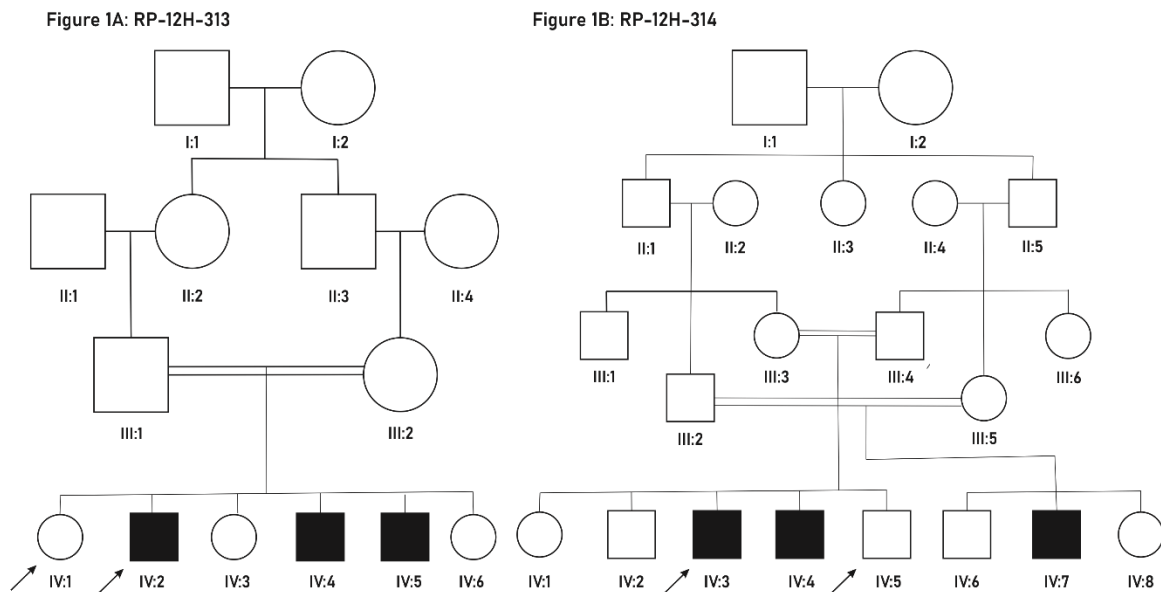 Figure 1A: RP-12H-313
I:1 I:2
II:1 II:2 II:3 II:4
III:1 III:2
IV:1 IV:2 IV:3 IV:4 IV:5 IV:6
Figure 1B: RP-12H-314
I:1 I:2
II:1 II:2 II:3 II:4 II:5
III:1 III:3 III:4 III:6
III:2 III:5
IV:1 IV:2 IV:3 IV:4 IV:5 IV:6 IV:7 IV:8